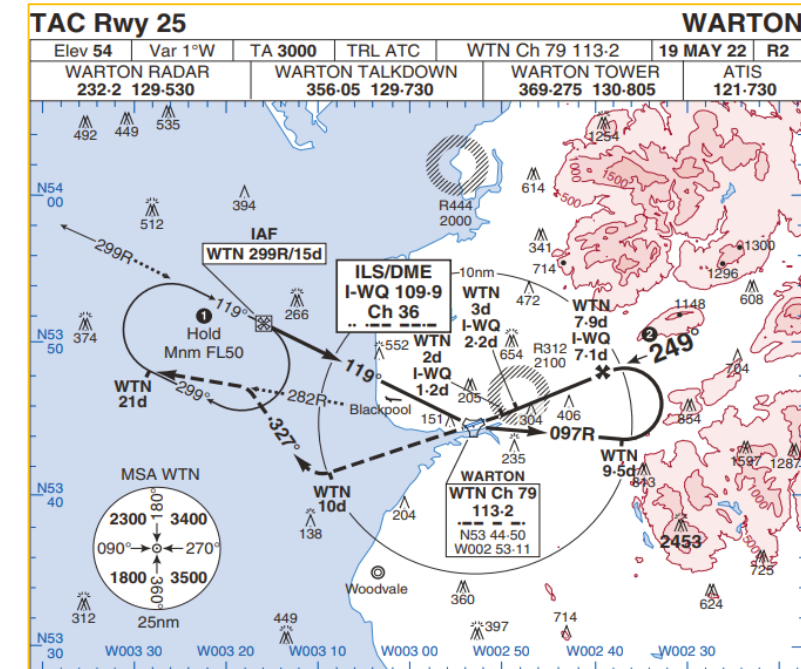 TAC Rwy 25 WARTON
Elev 54 Var 1°W TA 3000 TRL ATC WTN Ch 79 113·2 19 MAY 22 R2
WARTON RADAR WARTON TALKDOWN WARTON TOWER ATIS
232·2 129·530 356·05 129·730 369·275 130·805 121·730
492
449
535
1254
N54
00
394
512
R444
2000
614
1500
500
IAF
WTN 299R/15d
341
714
1300
1296
299R
119°
ILS/DME
I-WQ 109·9
Ch 36
10nm
WTN
3d
I-WQ
2·2d
472
WTN
7·9d
I-WQ
7·1d
608
1
Hold
Mnm FL50
266
1148
2
249°
374
N53
50
552
WTN
2d
I-WQ
1·2d
654
R312
2100
704
119°
WTN
21d
299°
282R
Blackpool
205
151
304
406
854
327°
097R
235
WTN
9·5d
813
1597
1287
MSA WTN
WTN
10d
WARTON
WTN Ch 79
113·2
N53 44·50
W002 53·11
N53
40
180°
2300 3400
090° 270°
1800 3500
360°
25nm
138
204
2453
725
Woodvale
312
449
360
397
714
624
N53
30
W003 30 W003 20 W003 10 W003 00 W002 50 W002 40 W002 30